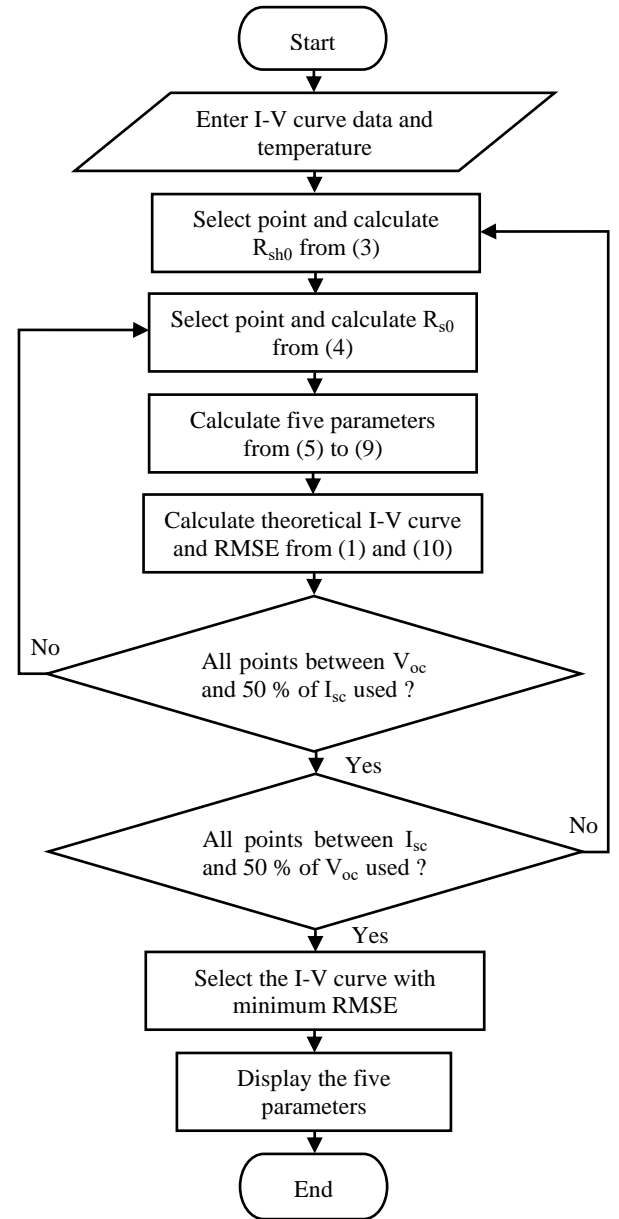 Start
Enter I-V curve data and
temperature
Select point and calculate
Rsh0 from (3)
Select point and calculate Rs0
from (4)
Calculate five parameters
from (5) to (9)
Calculate theoretical I-V curve
and RMSE from (1) and (10)
No
All points between Voc
and 50 % of Isc used ?
Yes
All points between Isc
and 50 % of Voc used ?
No
Yes
Select the I-V curve with
minimum RMSE
Display the five
parameters
End